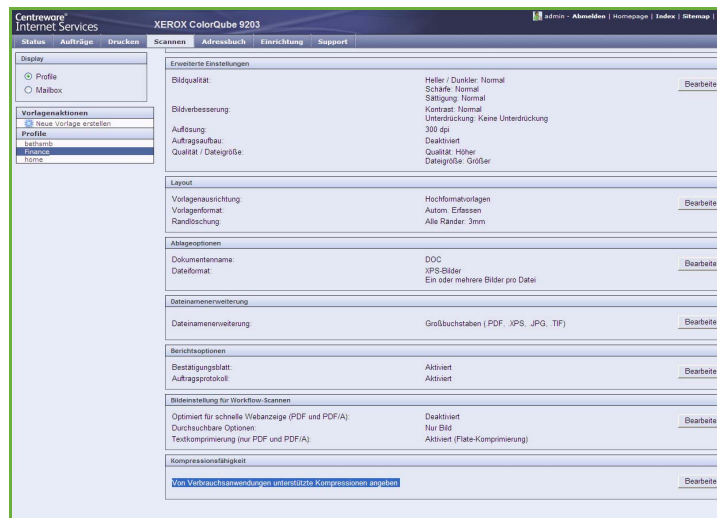 Centreware®
Internet Services
XEROX ColorQube 9203
admin - Abmelden | Homepage | Index | Sitemap |
Status Aufträge Drucken Scannen Adressbuch Einrichtung Support
Display
Profile
Mailbox
Vorlagenaktionen
Neue Vorlage erstellen
Profile
bethamb
Finance
home
Erweiterte Einstellungen
Bildqualität: Heller / Dunkler: Normal
Schärfe: Normal
Sättigung: Normal
Bearbeite
Bildverbesserung: Kontrast: Normal
Unterdrückung: Keine Unterdrückung
Auflösung: 300 dpi
Auftragsaufbau: Deaktiviert
Qualität / Dateigröße: Qualität: Höher
Dateigröße: Größer
Layout
Vorlagenausrichtung: Hochformatvorlagen
Bearbeite
Vorlagenformat: Autom. Erfassen
Randlöschung: Alle Ränder: 3mm
Ablageoptionen
Dokumentenname: DOC
Bearbeite
Dateiformat: XPS-Bilder
Ein oder mehrere Bilder pro Datei
Dateinamenerweiterung
Dateinamenerweiterung: Großbuchstaben (.PDF, .XPS, .JPG, .TIF)
Bearbeite
Berichtsoptionen
Bestätigungsblatt: Aktiviert
Bearbeite
Auftragsprotokoll: Aktiviert
Bildeinstellung für Workflow-Scannen
Optimiert für schnelle Webanzeige (PDF und PDF/A): Deaktiviert
Bearbeite
Durchsuchbare Optionen: Nur Bild
Textkomprimierung (nur PDF und PDF/A): Aktiviert (Flate-Komprimierung)
Kompressionsfähigkeit
Von Verbrauchsanwendungen unterstützte Kompressionen angeben
Bearbeite